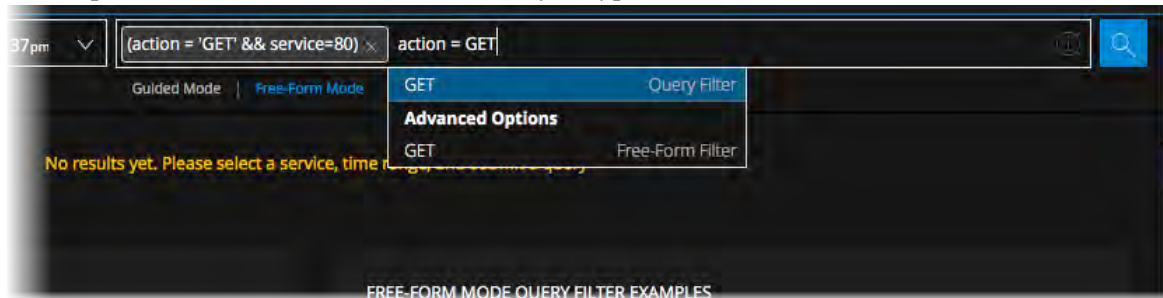 37pm (action = 'GET' && service=80) × action = GET
Guided Mode | Free-Form Mode
GET Query Filter
Advanced Options
GET Free-Form Filter
No results yet. Please select a service, time
FREE-FORM MODE QUERY FILTER EXAMPLES